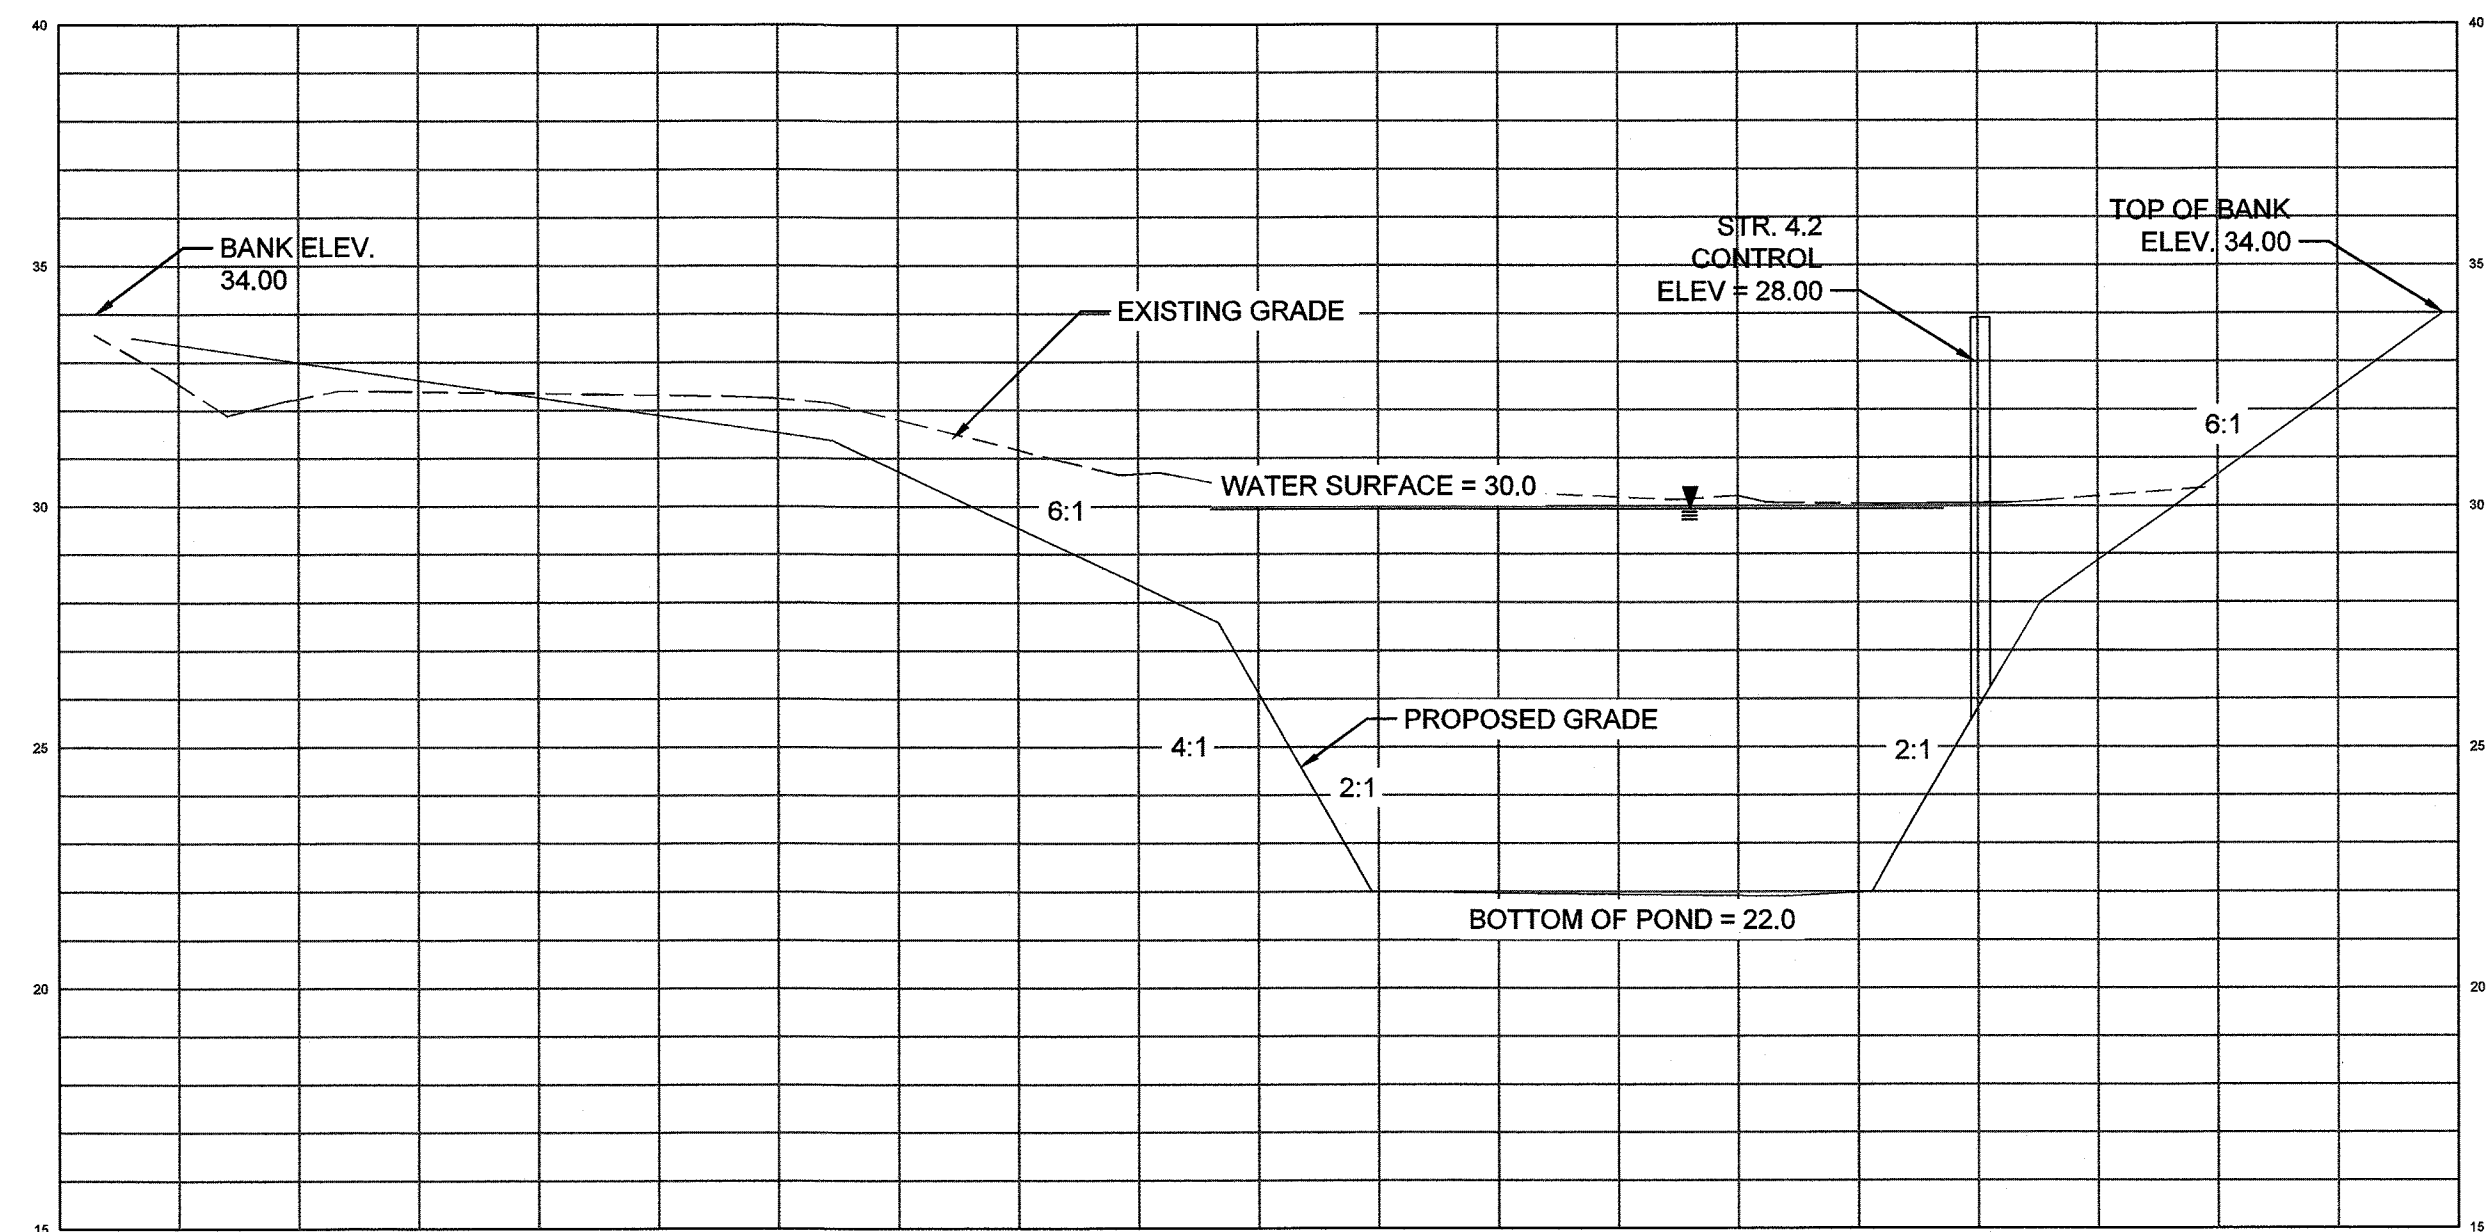 40
40
TOP OF BANK
ELEV. 34.00
STR. 4.2
CONTROL
ELEV = 28.00
BANK ELEV.
34.00
35
35
EXISTING GRADE
6:1
WATER SURFACE = 30.0
30
6:1
30
PROPOSED GRADE
25
4:1
2:1
25
2:1
BOTTOM OF POND = 22.0
20
20
15
15